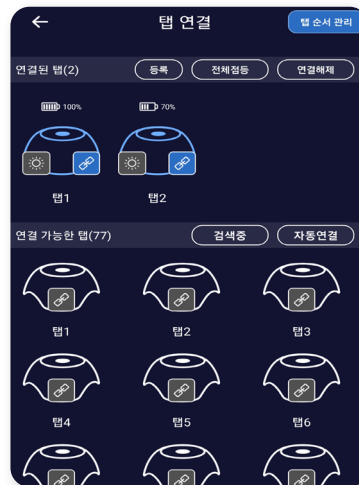 탭 연결
탭 순서 관리
연결된 탭(2)
등록
전체점등
연결해제
100%
70%
탭1
탭2
연결 가능한 탭(77)
검색중
자동연결
탭1
탭2
탭3
탭4
탭5
탭6